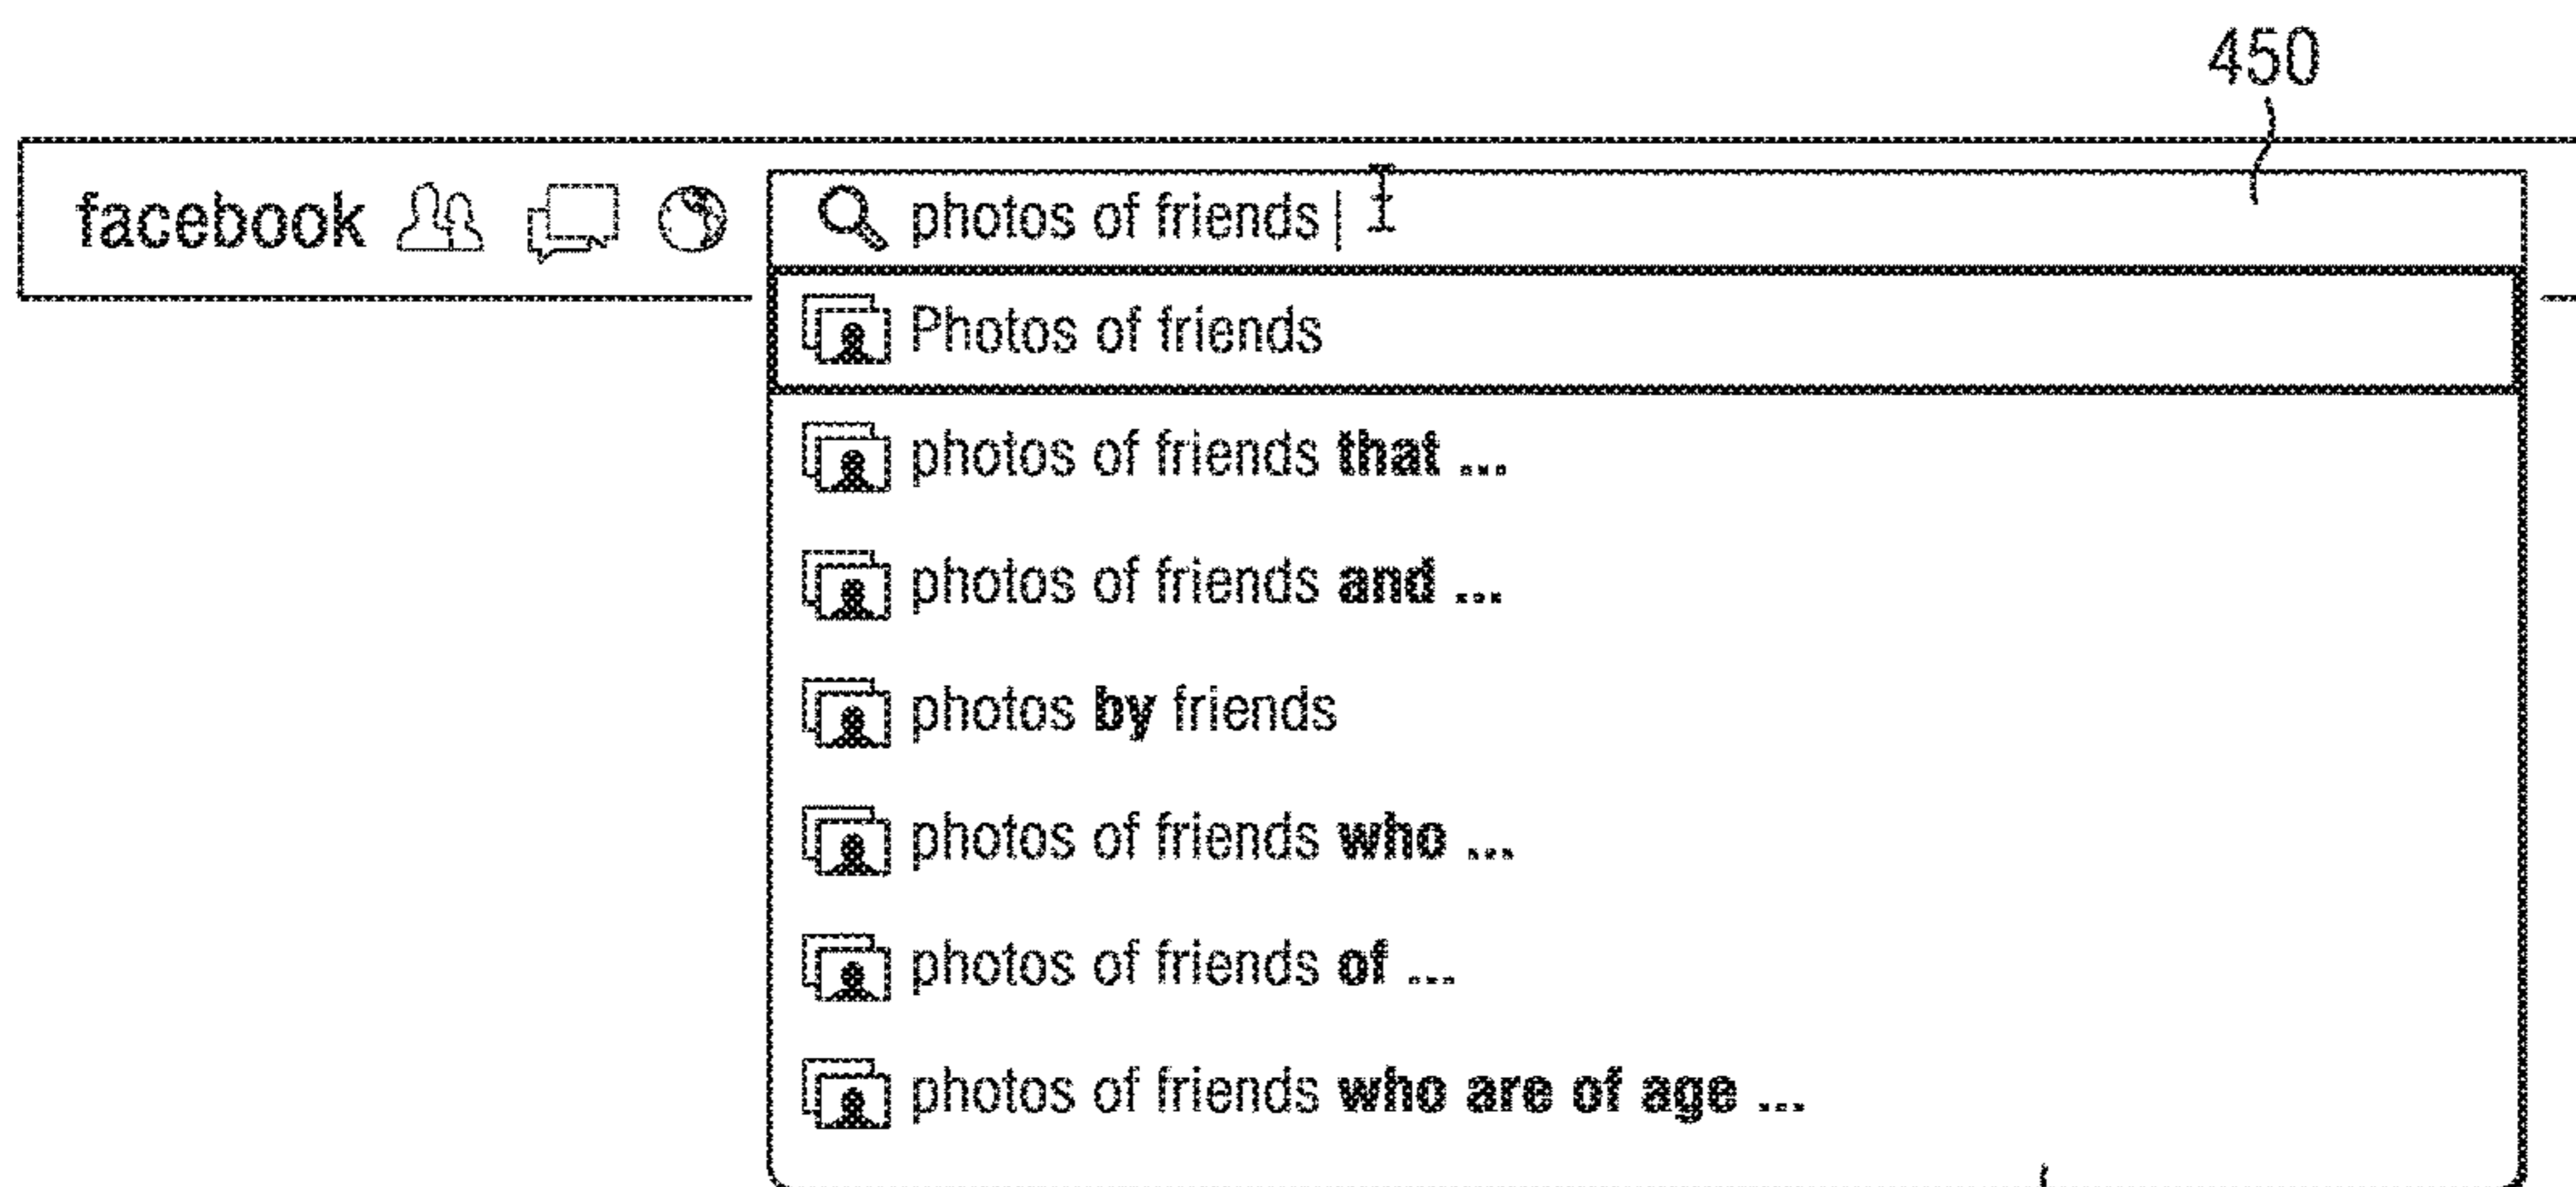 450
facebook photos of friends
Photos of friends
photos of friends that ...
photos of friends and ...
photos by friends
photos of friends who ...
photos of friends of ...
photos of friends who are of age ...